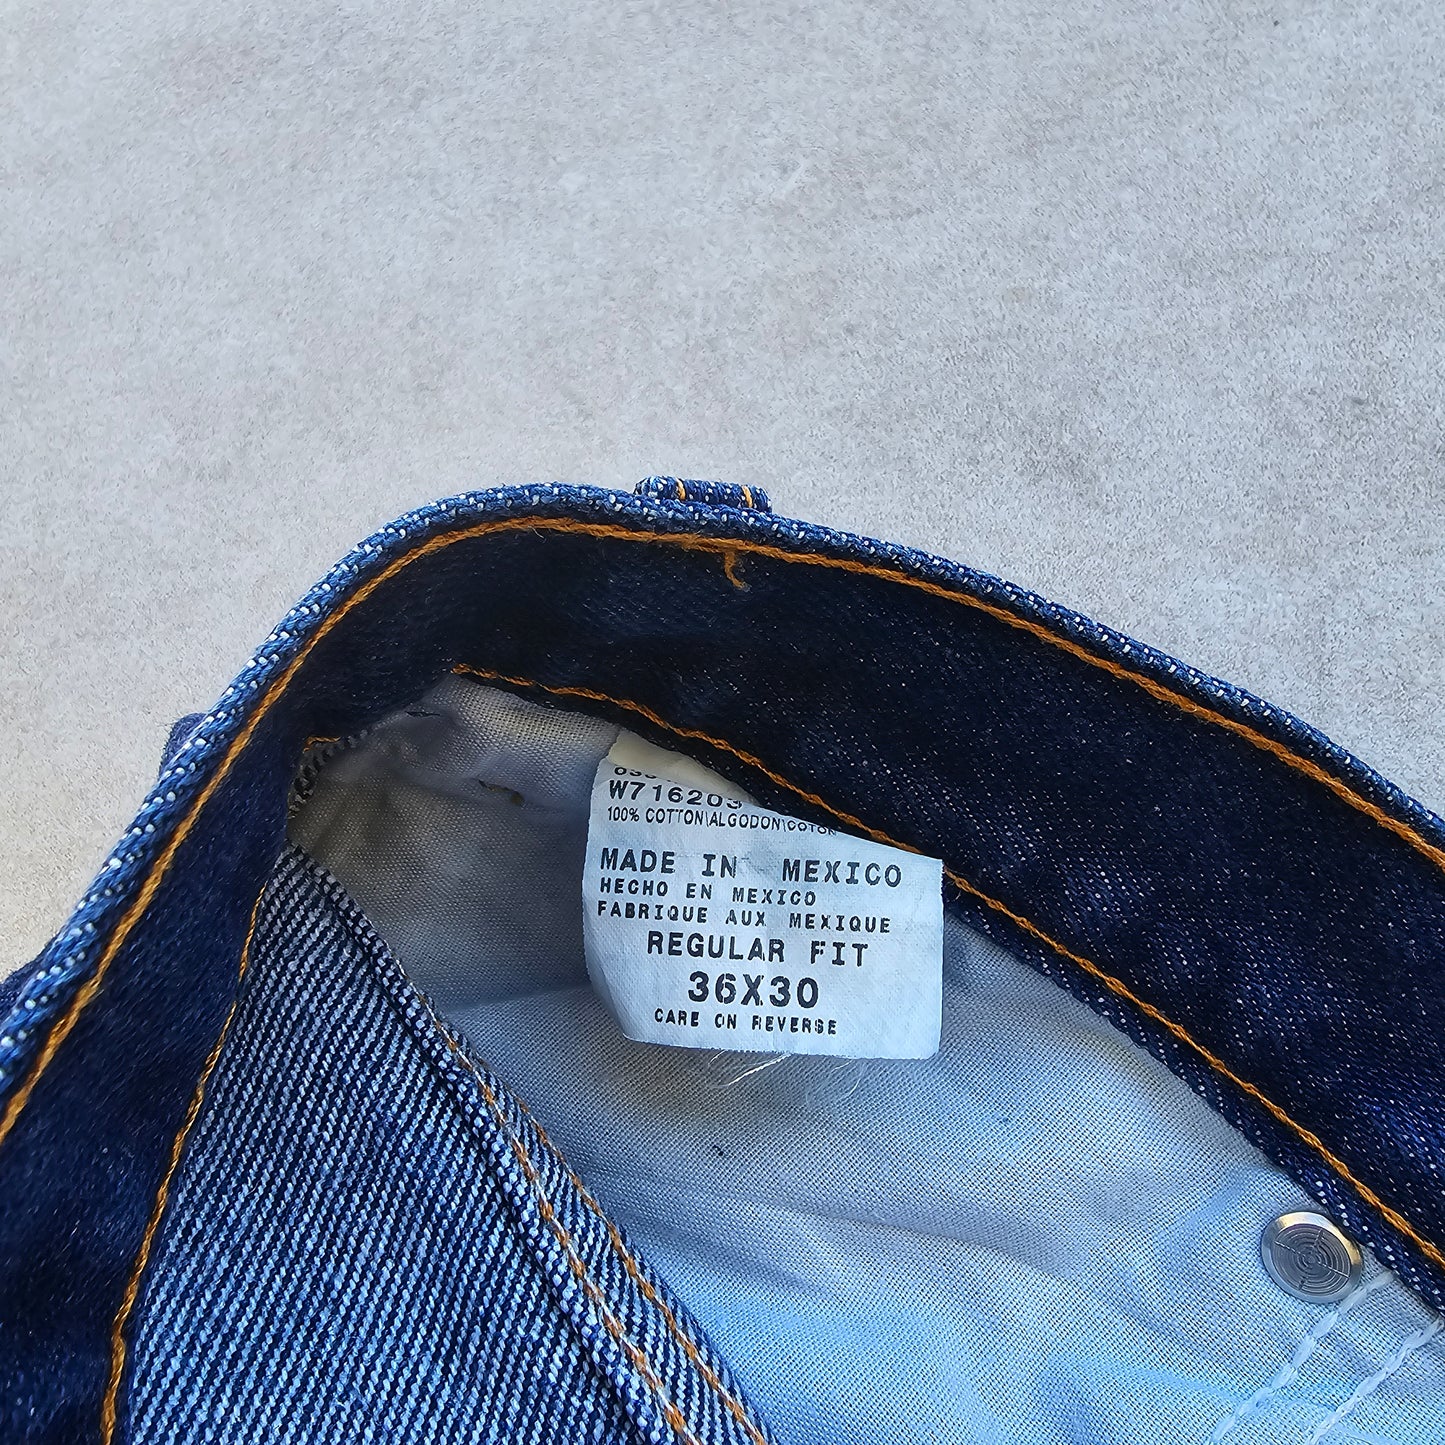 W716203
100% COTTON\ALGODON\COTON
MADE IN MEXICO
HECHO EN MEXICO
FABRIQUE AUX MEXIQUE
REGULAR FIT
36X30
CARE ON REVERSE